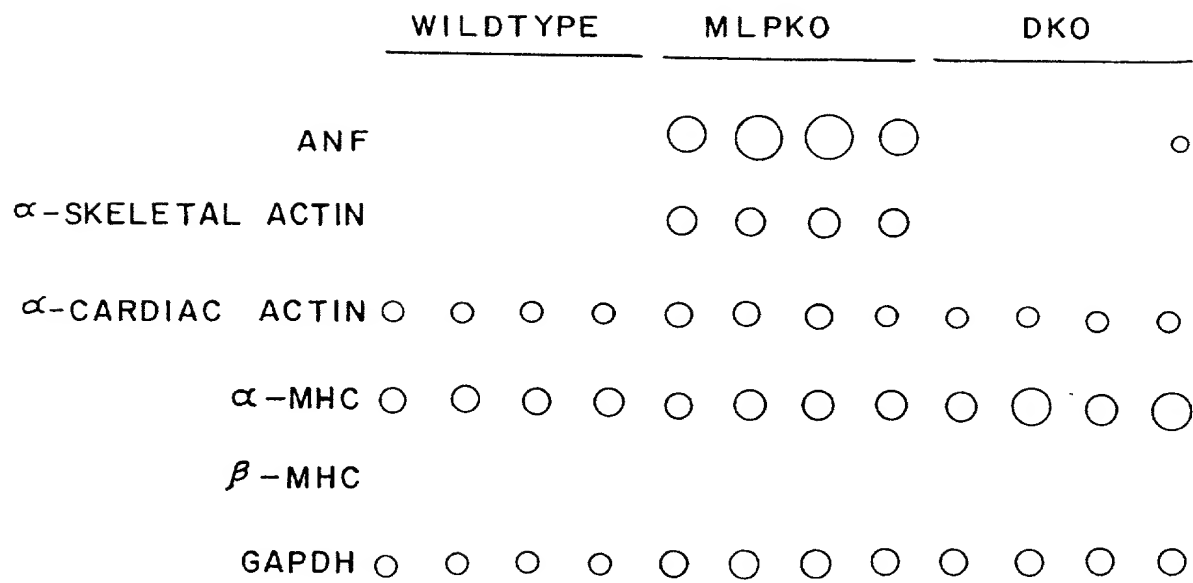 WILDTYPE MLPKO DKO
ANF
α-SKELETAL ACTIN
α-CARDIAC ACTIN
α-MHC
β-MHC
GAPDH